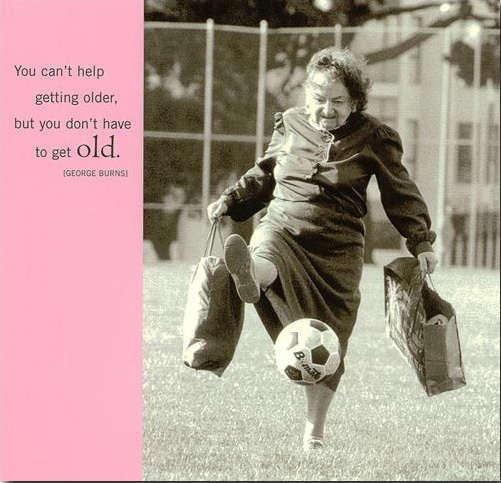 You can't help
getting older,
but you don't have
to get old.
[GEORGE BURNS]